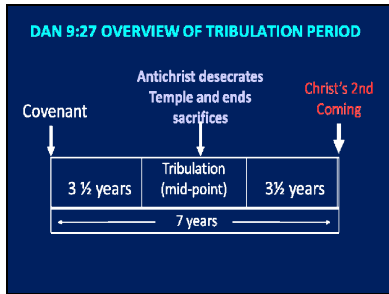 DAN 9:27 OVERVIEW OF TRIBULATION PERIOD
Antichrist desecrates
Temple and ends
sacrifices
Christ's 2nd
Coming
Covenant
3 ½ years
Tribulation
(mid-point)
3½ years
7 years